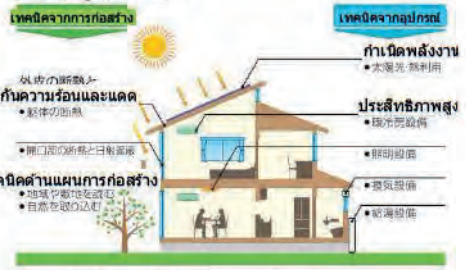 เทคนิคจากการก่อสร้าง
เทคนิคจากอุปกรณ์
外皮の断熱と
กันความร้อนและแดด
●躯体の断熱
●開口部の断熱と日射遮蔽
คนิคด้านแผนการก่อสร้าง
●地域や敷地を読む
●自然を取り込む
กำเนิดพลังงาน
●太陽光・熱利用
ประสิทธิภาพสูง
●暖冷房設備
●照明設備
●換気設備
●給湯設備